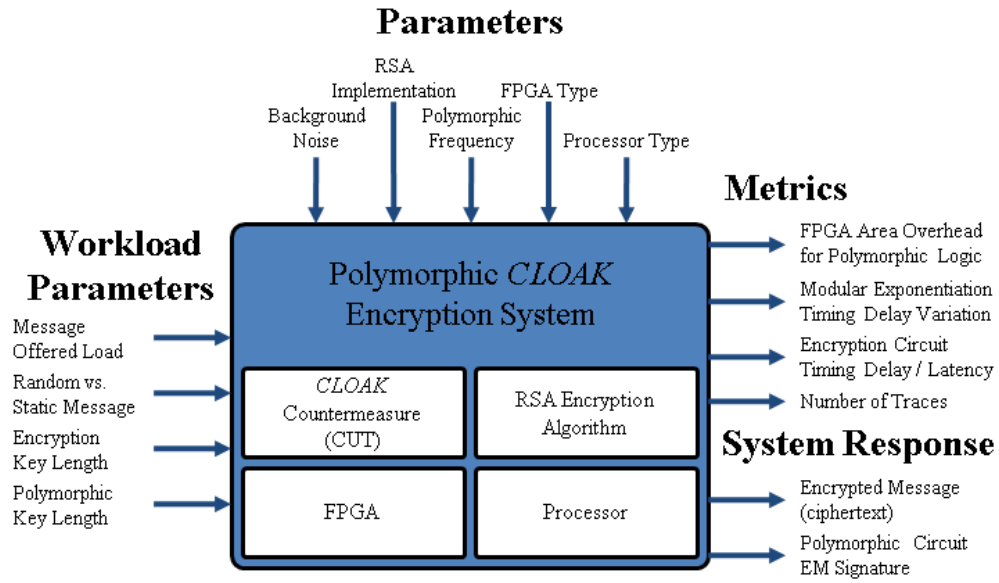 Parameters
RSA
Implementation
FPGA Type
Background
Noise
Polymorphic
Frequency
Processor Type
Workload
Parameters
Message
Offered Load
Random vs.
Static Message
Encryption
Key Length
Polymorphic
Key Length
Polymorphic CLOAK
Encryption System
CLOAK
Countermeasure
(CUT)
RSA Encryption
Algorithm
FPGA
Processor
Metrics
FPGA Area Overhead
for Polymorphic Logic
Modular Exponentiation
Timing Delay Variation
Encryption Circuit
Timing Delay / Latency
Number of Traces
System Response
Encrypted Message
(ciphertext)
Polymorphic Circuit
EM Signature